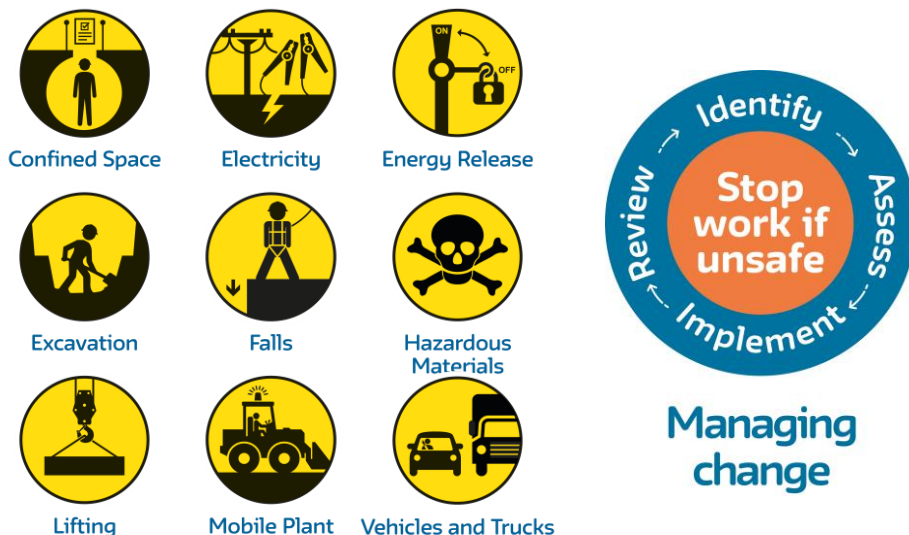 ON
OFF
Confined Space
Electricity
Energy Release
Excavation
Falls
Hazardous
Materials
Lifting
Mobile Plant
Vehicles and Trucks
Identify
Assess
Implement
Review
Stop
work if
unsafe
Managing
change